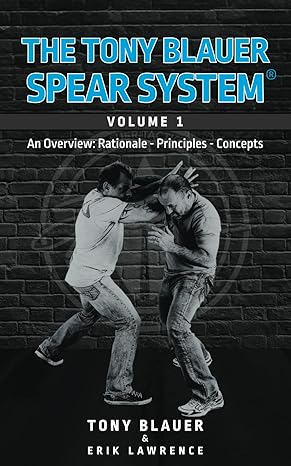 THE TONY BLAUER
SPEAR SYSTEM®
VOLUME 1
An Overview: Rationale - Principles - Concepts
TONY BLAUER
&
ERIK LAWRENCE